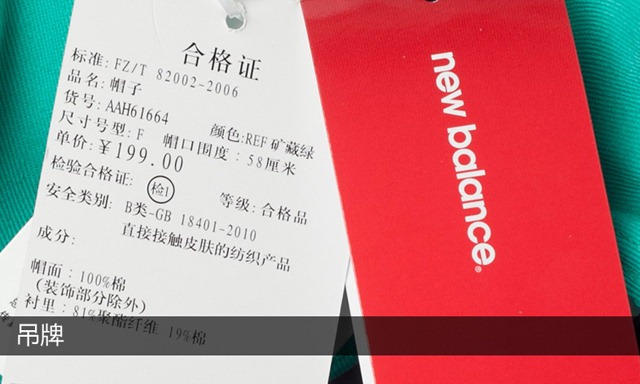 合格证
标准: FZ/T 82002-2006
品名: 帽子
货号: AAH61664 颜色:REF 矿藏绿
尺寸号型: F 帽口围度: 58厘米
单价: ¥199.00
检验合格证: 检1 等级: 合格品
安全类别: B类-GB 18401-2010
直接接触皮肤的纺织产品
成分:
帽面: 100%棉
(装饰部分除外)
衬里: 81%聚酯纤维 19%棉
new balance®
吊牌